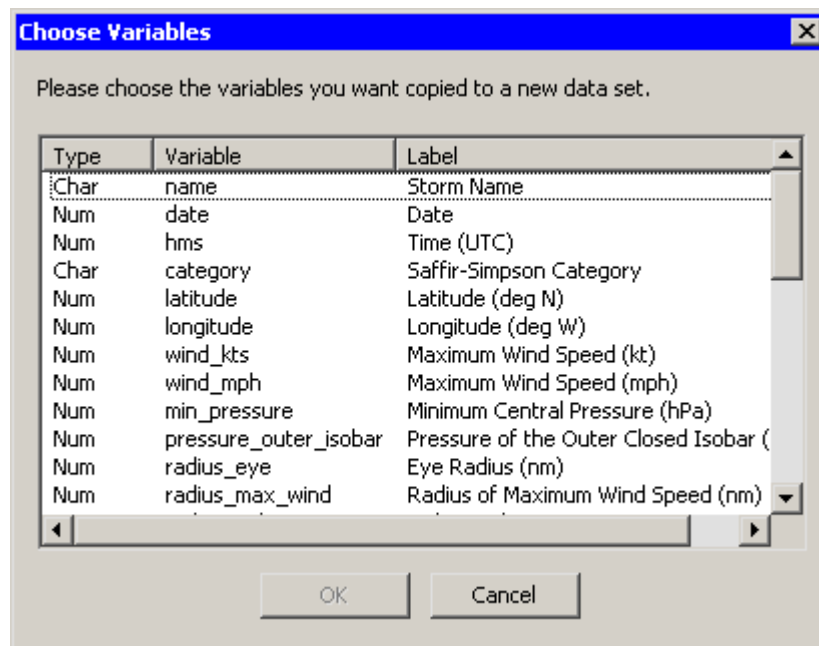 Choose Variables
Please choose the variables you want copied to a new data set.
Type Variable Label
Char name Storm Name
Num date Date
Num hms Time (UTC)
Char category Saffir-Simpson Category
Num latitude Latitude (deg N)
Num longitude Longitude (deg W)
Num wind_kts Maximum Wind Speed (kt)
Num wind_mph Maximum Wind Speed (mph)
Num min_pressure Minimum Central Pressure (hPa)
Num pressure_outer_isobar Pressure of the Outer Closed Isobar (
Num radius_eye Eye Radius (nm)
Num radius_max_wind Radius of Maximum Wind Speed (nm)
OK Cancel